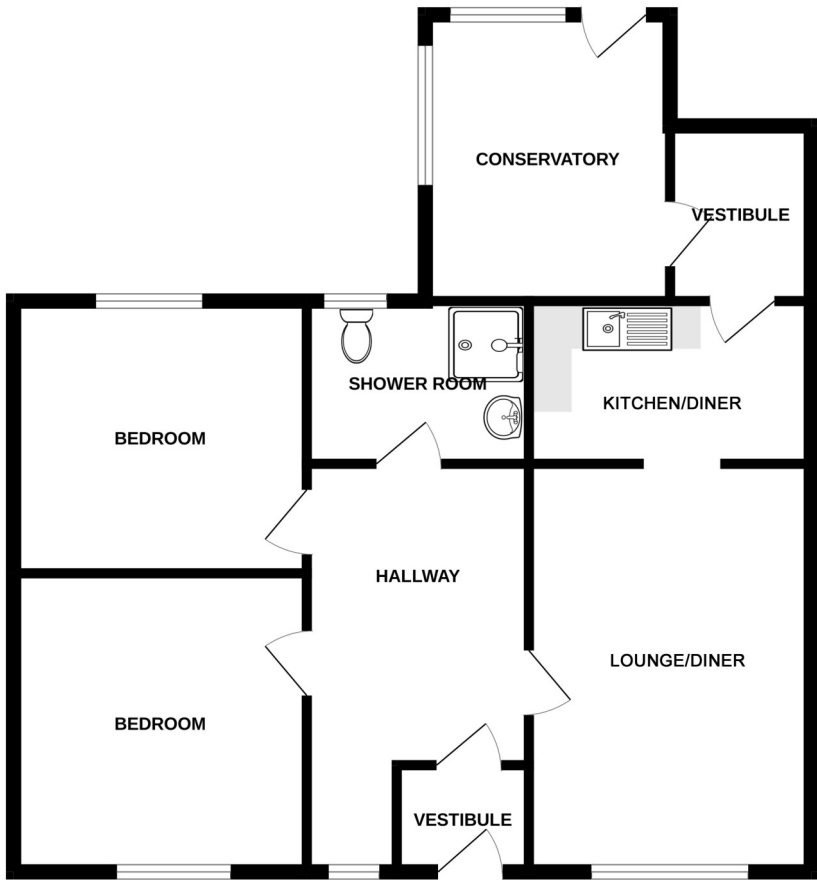 CONSERVATORY
VESTIBULE
SHOWER ROOM
KITCHEN/DINER
BEDROOM
HALLWAY
LOUNGE/DINER
BEDROOM
VESTIBULE